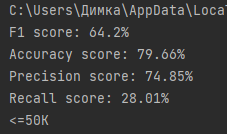 C:\Users\Димка\AppData\Loca
F1 score: 64.2%
Accuracy score: 79.66%
Precision score: 74.85%
Recall score: 28.01%
<=50K